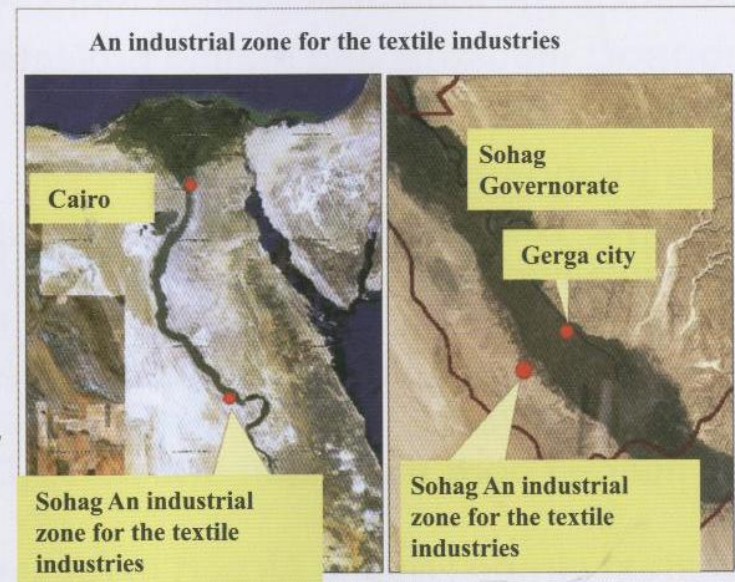 An industrial zone for the textile industries
Cairo
Sohag An industrial
zone for the textile
industries
Sohag
Governorate
Gerga city
Sohag An industrial
zone for the textile
industries